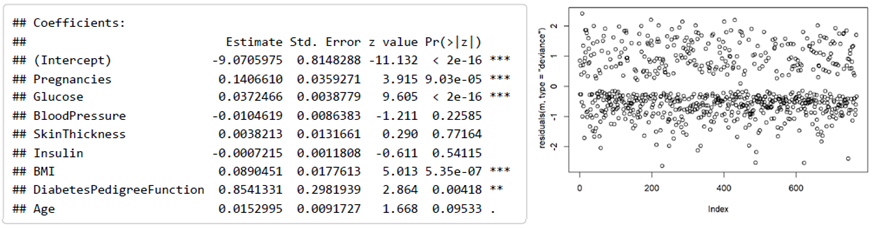 ## Coefficients:
##                            Estimate Std. Error z value Pr(>|z|)
## (Intercept)              -9.0705975  0.8148288 -11.132  < 2e-16 ***
## Pregnancies               0.1406610  0.0359271   3.915 9.03e-05 ***
## Glucose                   0.0372466  0.0038779   9.605  < 2e-16 ***
## BloodPressure            -0.0104619  0.0086383  -1.211  0.22585
## SkinThickness             0.0038213  0.0131661   0.290  0.77164
## Insulin                  -0.0007215  0.0011808  -0.611  0.54115
## BMI                       0.0890451  0.0177613   5.013 5.35e-07 ***
## DiabetesPedigreeFunction  0.8541331  0.2981939   2.864  0.00418 **
## Age                       0.0152995  0.0091727   1.668  0.09533 .
residuals(m, type = "deviance")
2
1
0
-1
-2
0 200 400 600
Index